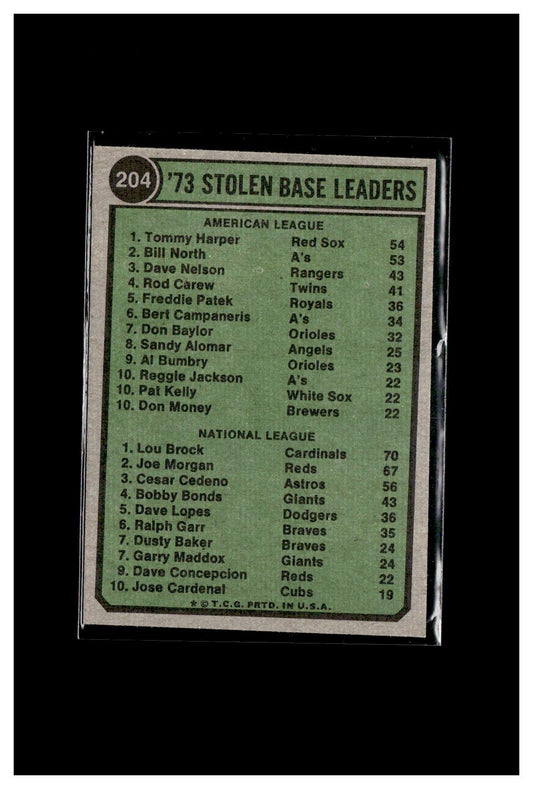 204 '73 STOLEN BASE LEADERS
AMERICAN LEAGUE
1. Tommy Harper Red Sox 54
2. Bill North A's 53
3. Dave Nelson Rangers 43
4. Rod Carew Twins 41
5. Freddie Patek Royals 36
6. Bert Campaneris A's 34
7. Don Baylor Orioles 32
8. Sandy Alomar Angels 25
9. Al Bumbry Orioles 23
10. Reggie Jackson A's 22
10. Pat Kelly White Sox 22
10. Don Money Brewers 22
NATIONAL LEAGUE
1. Lou Brock Cardinals 70
2. Joe Morgan Reds 67
3. Cesar Cedeno Astros 56
4. Bobby Bonds Giants 43
5. Dave Lopes Dodgers 36
6. Ralph Garr Braves 35
7. Dusty Baker Braves 24
7. Garry Maddox Giants 24
9. Dave Concepcion Reds 22
10. Jose Cardenal Cubs 19
* © T.C.G. PRTD. IN U.S.A.